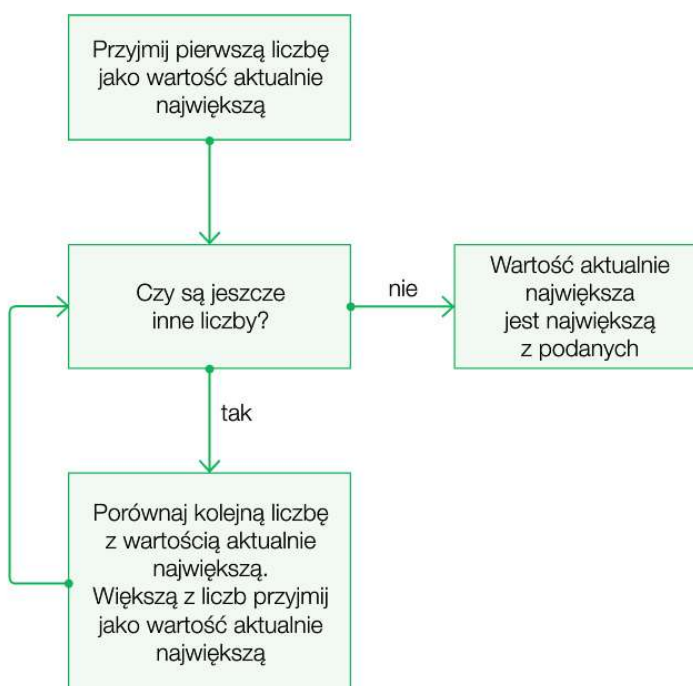 Przyjmij pierwszą liczbę
jako wartość aktualnie
największą
Czy są jeszcze
inne liczby?
nie
Wartość aktualnie
największa
jest największą
z podanych
tak
Porównaj kolejną liczbę
z wartością aktualnie
największą.
Większą z liczb przyjmij
jako wartość aktualnie
największą